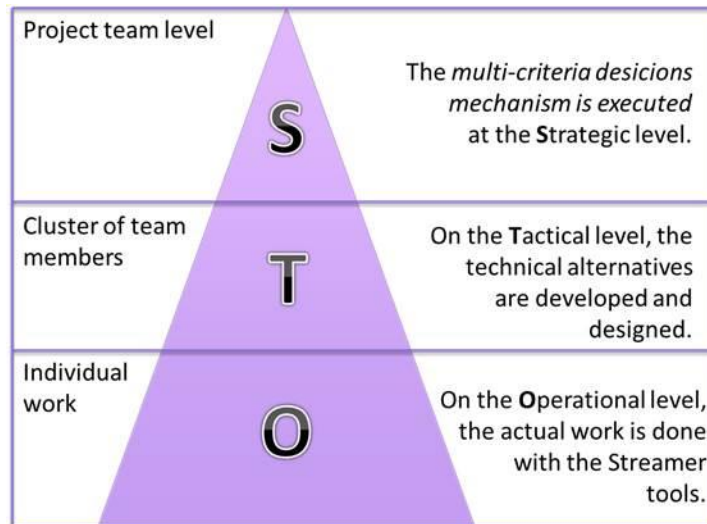 Project team level
The multi-criteria desicions
mechanism is executed
at the Strategic level.
S
Cluster of team
members
On the Tactical level, the
technical alternatives
are developed and
designed.
T
Individual
work
On the Operational level,
the actual work is done
with the Streamer
tools.
O